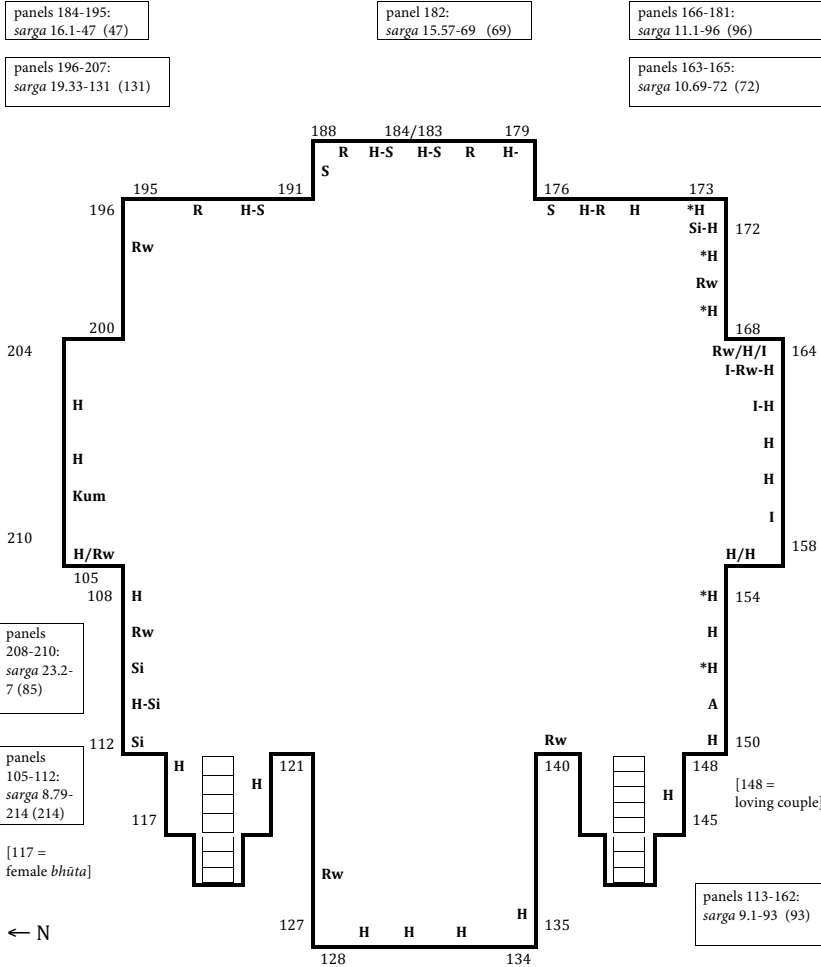 panels 184-195:
sarga 16.1-47 (47)
panel 182:
sarga 15.57-69 (69)
panels 166-181:
sarga 11.1-96 (96)
panels 196-207:
sarga 19.33-131 (131)
panels 163-165:
sarga 10.69-72 (72)
188 184/183 179
R H-S H-S R H-
S
195 191 176 173
196 R H-S S H-R H *H
Si-H 172
Rw *H
Rw
*H
200 168
204 Rw/H/I 164
I-Rw-H
H I-H
H
H H
Kum I
210 158
H/Rw H/H
105
108 H *H 154
Rw H
panels
208-210:
sarga 23.2-
7 (85)
Si *H
H-Si A
112 Si Rw H 150
panels
105-112:
sarga 8.79-
214 (214)
H 121 140 148
H H
[148 =
loving couple]
117 145
[117 =
female bhūta]
Rw
panels 113-162:
sarga 9.1-93 (93)
← N
127 H H H H 135
128 134